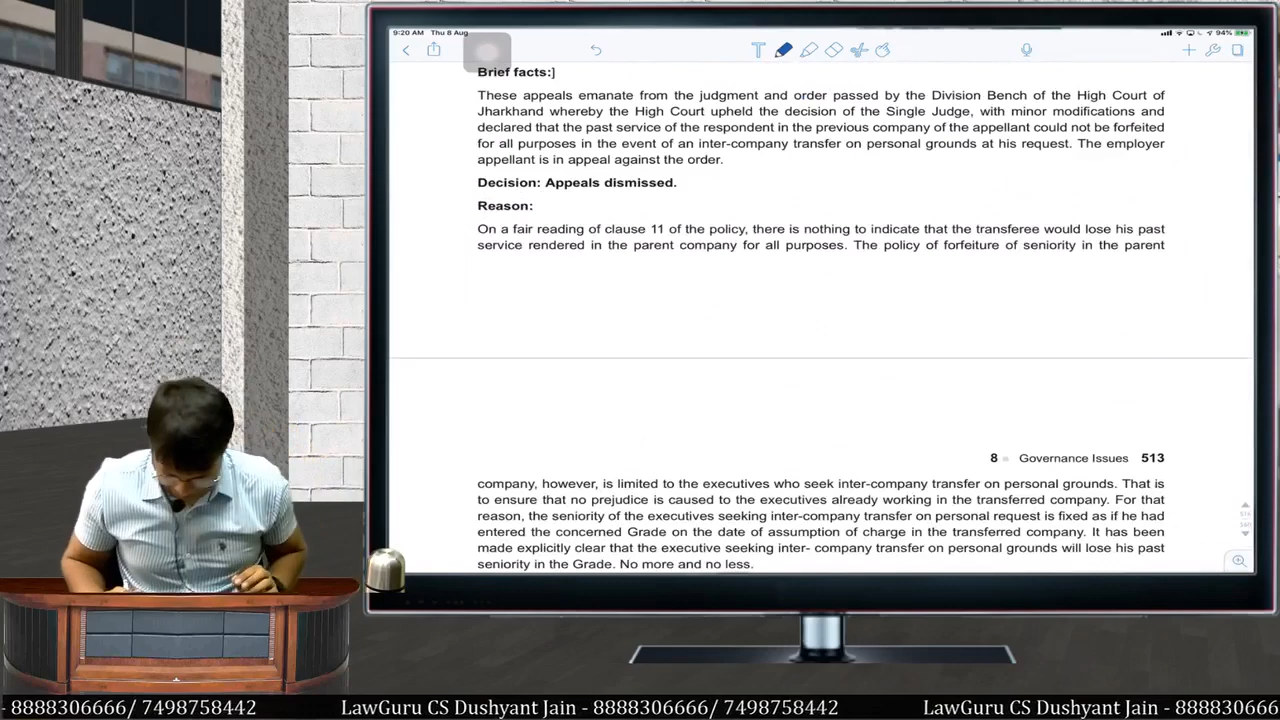 9:20 AM Thu 8 Aug
94%
T
Brief facts:]
These appeals emanate from the judgment and order passed by the Division Bench of the High Court of
Jharkhand whereby the High Court upheld the decision of the Single Judge, with minor modifications and
declared that the past service of the respondent in the previous company of the appellant could not be forfeited
for all purposes in the event of an inter-company transfer on personal grounds at his request. The employer
appellant is in appeal against the order.
Decision: Appeals dismissed.
Reason:
On a fair reading of clause 11 of the policy, there is nothing to indicate that the transferee would lose his past
service rendered in the parent company for all purposes. The policy of forfeiture of seniority in the parent
8 Governance Issues 513
company, however, is limited to the executives who seek inter-company transfer on personal grounds. That is
to ensure that no prejudice is caused to the executives already working in the transferred company. For that
reason, the seniority of the executives seeking inter-company transfer on personal request is fixed as if he had
entered the concerned Grade on the date of assumption of charge in the transferred company. It has been
made explicitly clear that the executive seeking inter- company transfer on personal grounds will lose his past
seniority in the Grade. No more and no less.
- 8888306666/ 7498758442 LawGuru CS Dushyant Jain - 8888306666/ 7498758442 LawGuru CS Dushyant Jain - 888830666